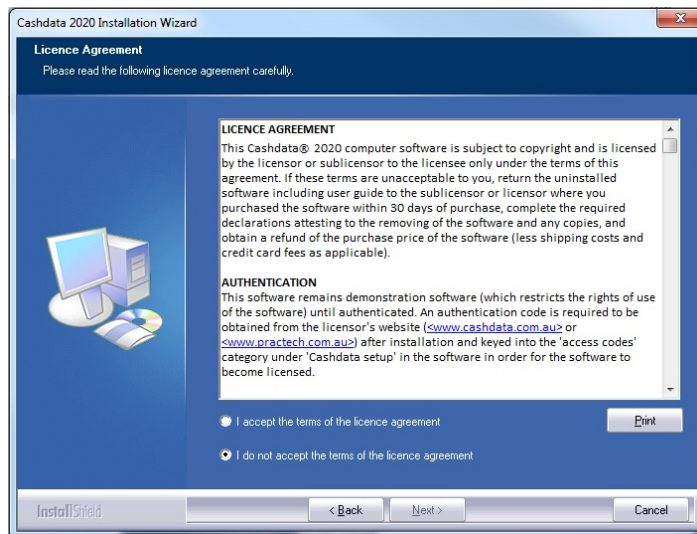 Cashdata 2020 Installation Wizard
Licence Agreement
Please read the following licence agreement carefully.
LICENCE AGREEMENT
This Cashdata® 2020 computer software is subject to copyright and is licensed
by the licensor or sublicensor to the licensee only under the terms of this
agreement. If these terms are unacceptable to you, return the uninstalled
software including user guide to the sublicensor or licensor where you
purchased the software within 30 days of purchase, complete the required
declarations attesting to the removing of the software and any copies, and
obtain a refund of the purchase price of the software (less shipping costs and
credit card fees as applicable).
AUTHENTICATION
This software remains demonstration software (which restricts the rights of use
of the software) until authenticated. An authentication code is required to be
obtained from the licensor's website (<www.cashdata.com.au> or
<www.practech.com.au>) after installation and keyed into the 'access codes'
category under 'Cashdata setup' in the software in order for the software to
become licensed.
I accept the terms of the licence agreement
Print
I do not accept the terms of the licence agreement
InstallShield
< Back
Next >
Cancel